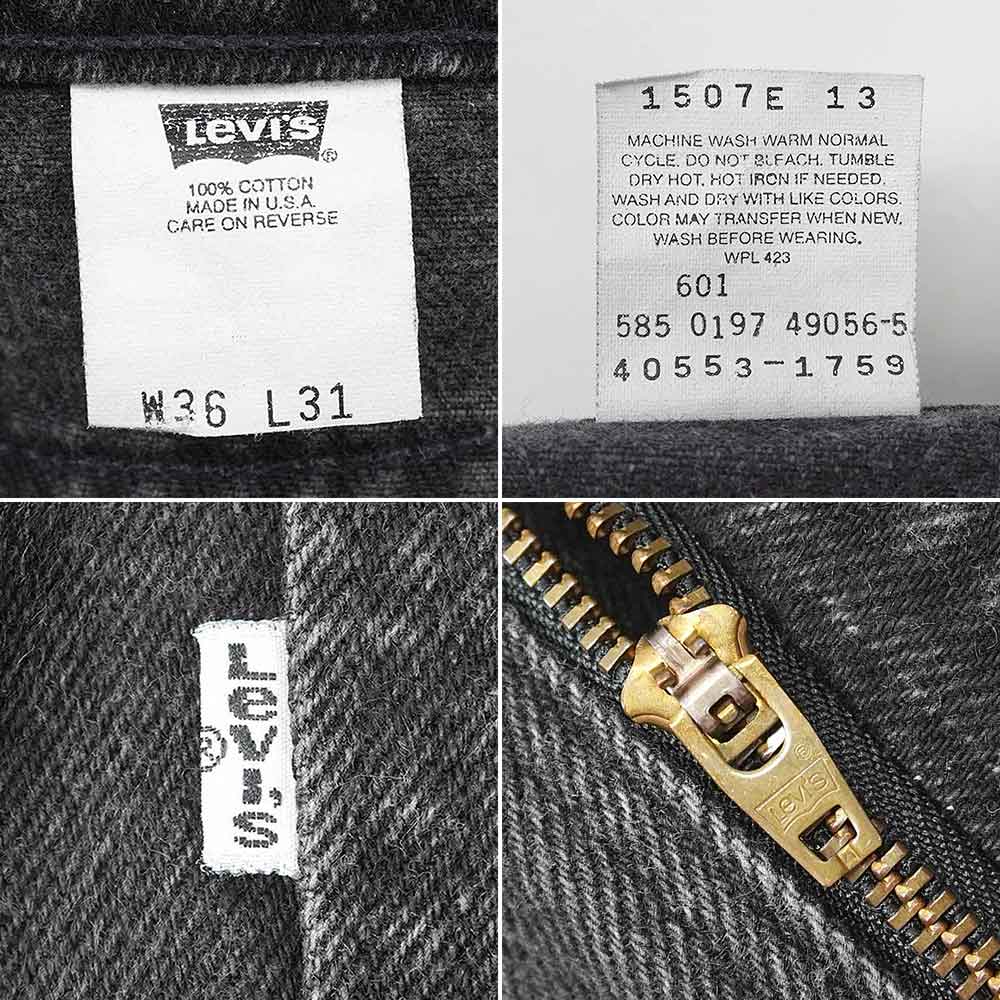 Levi's®
100% COTTON
MADE IN U.S.A.
CARE ON REVERSE
W36 L31
1507E 13
MACHINE WASH WARM NORMAL
CYCLE. DO NOT BLEACH. TUMBLE
DRY HOT. HOT IRON IF NEEDED.
WASH AND DRY WITH LIKE COLORS.
COLOR MAY TRANSFER WHEN NEW,
WASH BEFORE WEARING.
WPL 423
601
585 0197 49056-5
40553-1759
LEVI'S
®
®
Levi's